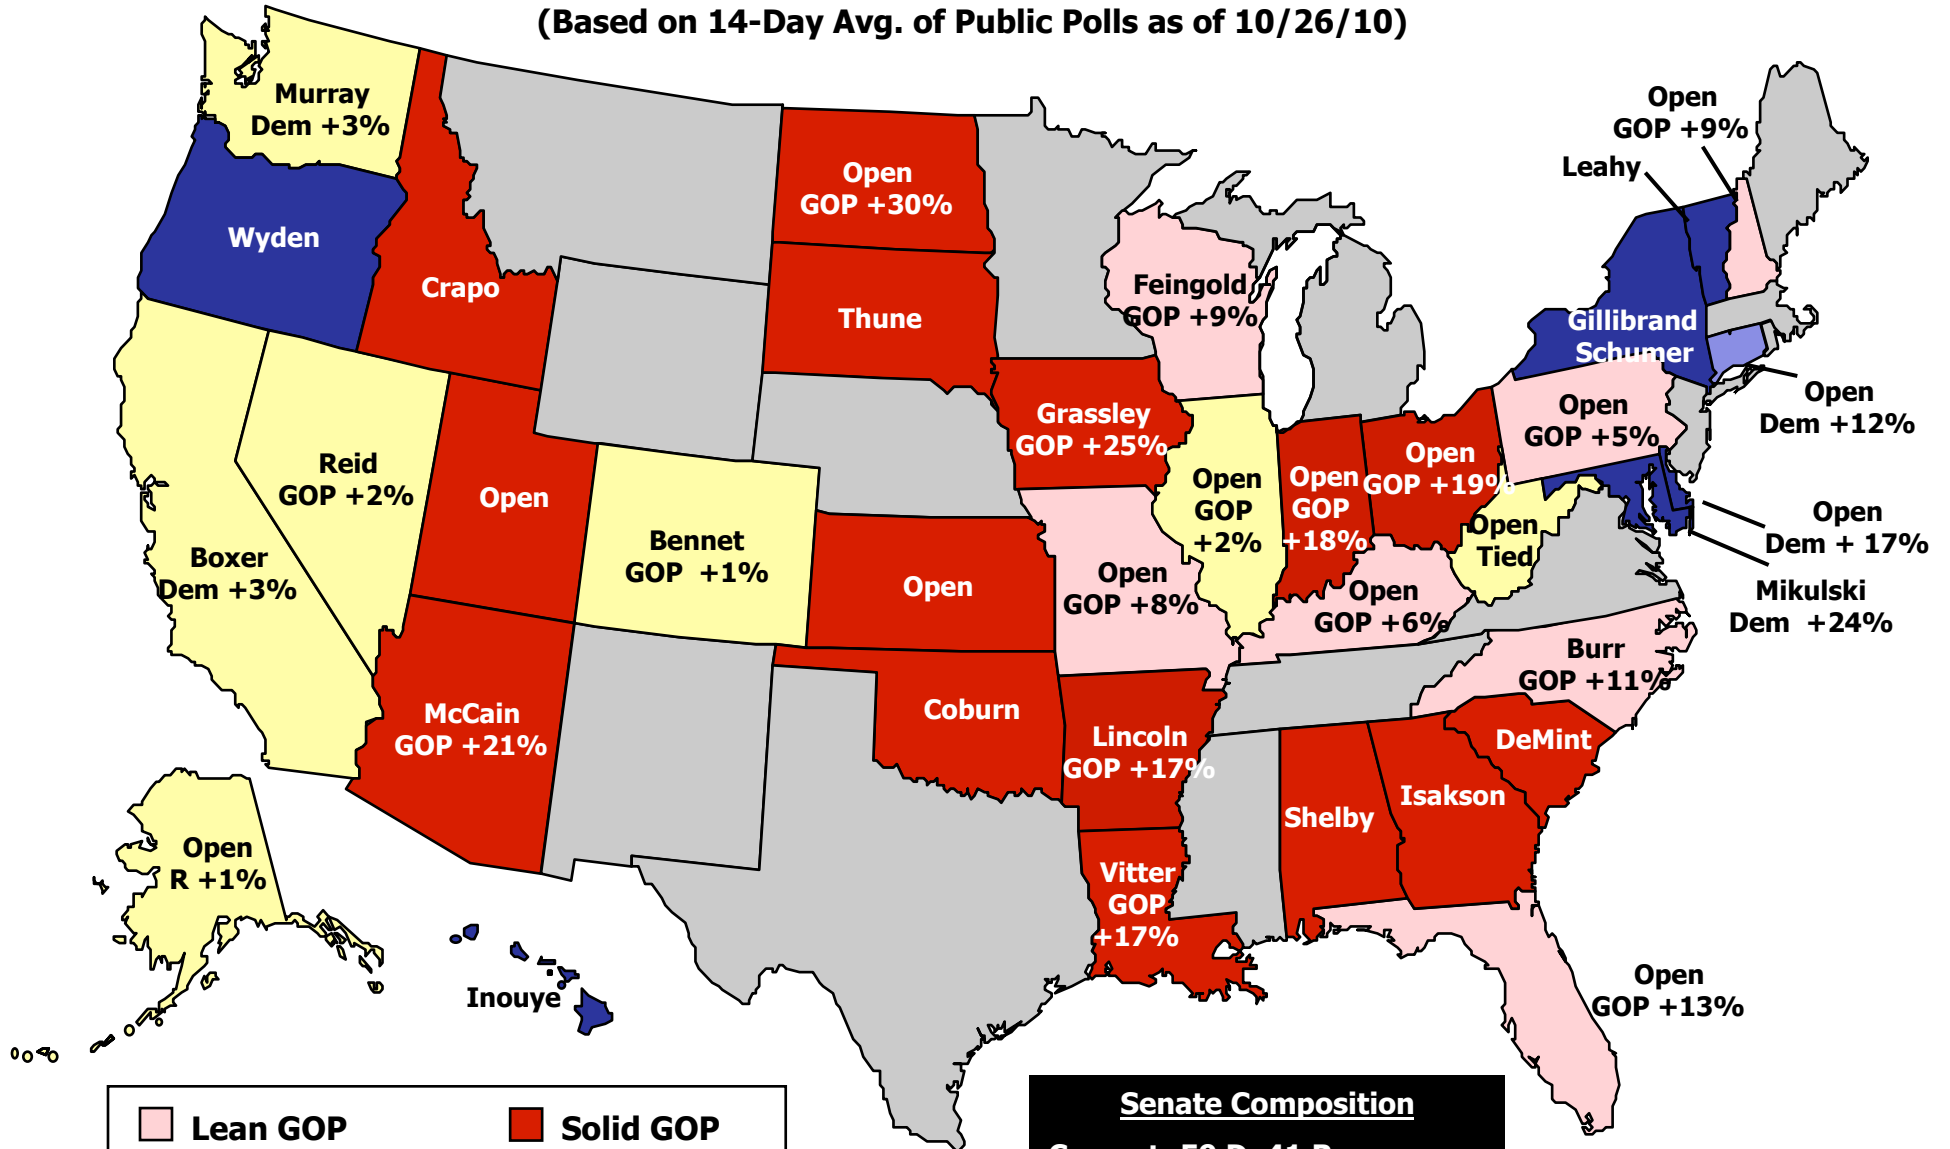 (Based on 14-Day Avg. of Public Polls as of 10/26/10)
Murray
Dem +3%
Wyden
Crapo
Open
GOP +30%
Thune
Feingold
GOP +9%
Open
GOP +9%
Leahy
Gillibrand
Schumer
Open
Dem +12%
Open
GOP +5%
Grassley
GOP +25%
Reid
GOP +2%
Open
Bennet
GOP +1%
Boxer
Dem +3%
Open
Open
GOP +8%
Open
GOP
+2%
Open
GOP
+18%
Open
GOP +19%
Open
Tied
Open
Dem + 17%
Mikulski
Dem +24%
Open
GOP +6%
Burr
GOP +11%
McCain
GOP +21%
Coburn
Lincoln
GOP +17%
DeMint
Isakson
Shelby
Vitter
GOP
+17%
Open
R +1%
Inouye
Open
GOP +13%
Lean GOP
Solid GOP
Senate Composition